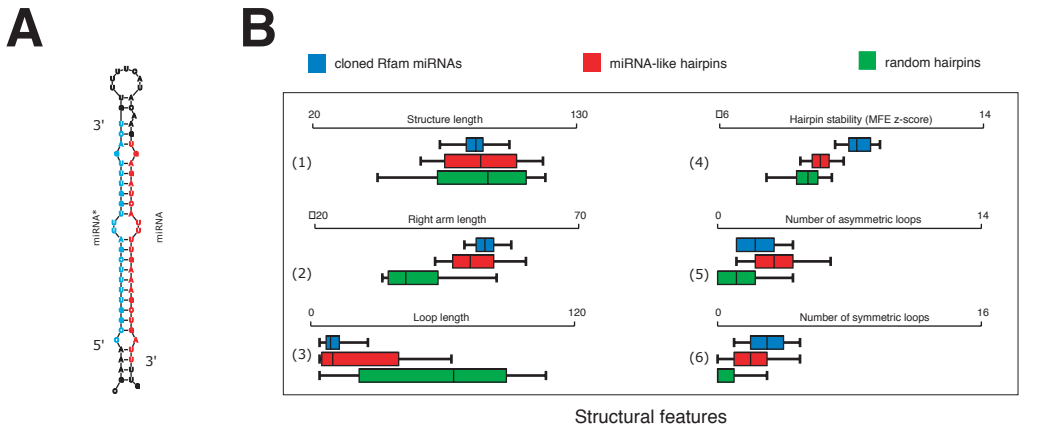 A
B
cloned Rfam miRNAs
miRNA-like hairpins
random hairpins
3'
miRNA*
miRNA
5'
3'
20 Structure length 130
(1)
□6 Hairpin stability (MFE z-score) 14
(4)
□20 Right arm length 70
(2)
0 Number of asymmetric loops 14
(5)
0 Loop length 120
(3)
0 Number of symmetric loops 16
(6)
Structural features